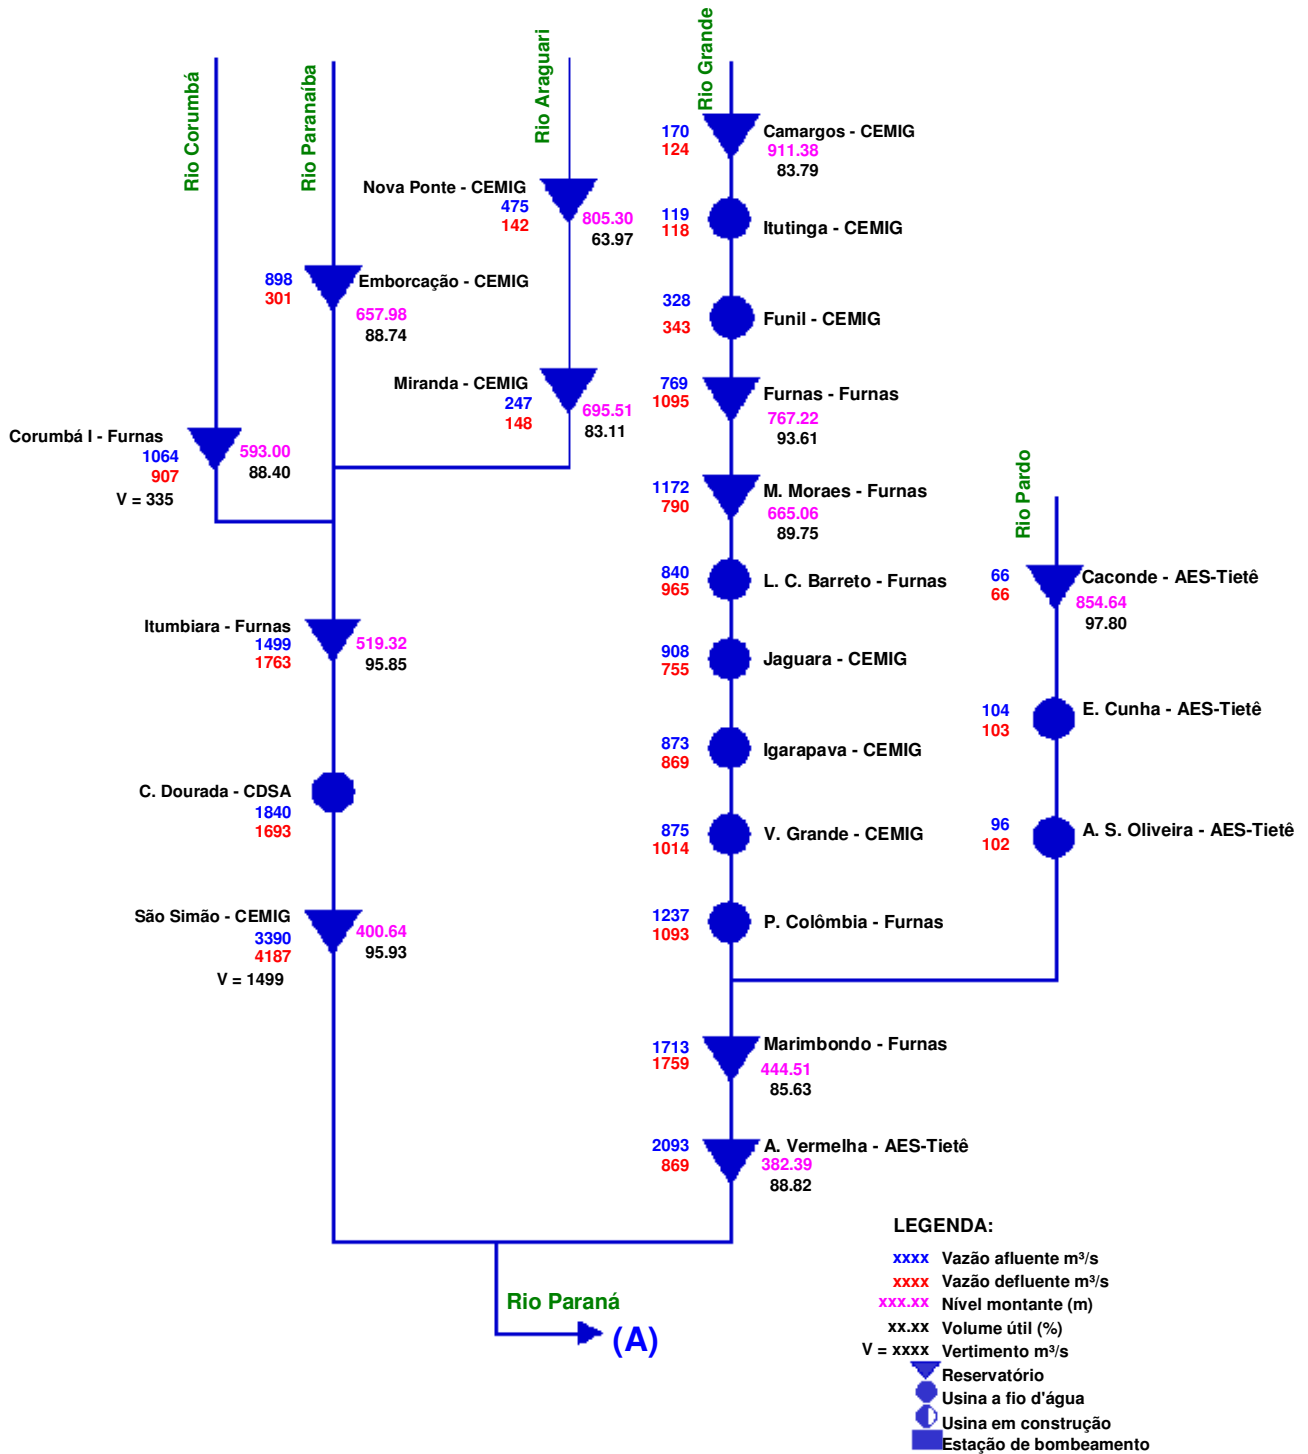 Rio Corumbá
Rio Paranaíba
Rio Araguari
Rio Grande
Rio Pardo
Nova Ponte - CEMIG
475
142
805.30
63.97
898
301
Emborcação - CEMIG
657.98
88.74
Miranda - CEMIG
247
148
695.51
83.11
Corumbá I - Furnas
1064
907
V = 335
593.00
88.40
Itumbiara - Furnas
1499
1763
519.32
95.85
C. Dourada - CDSA
1840
1693
São Simão - CEMIG
3390
4187
V = 1499
400.64
95.93
170
124
Camargos - CEMIG
911.38
83.79
119
118
Itutinga - CEMIG
328
343
Funil - CEMIG
769
1095
Furnas - Furnas
767.22
93.61
1172
790
M. Moraes - Furnas
665.06
89.75
840
965
L. C. Barreto - Furnas
908
755
Jaguara - CEMIG
873
869
Igarapava - CEMIG
875
1014
V. Grande - CEMIG
1237
1093
P. Colômbia - Furnas
66
66
Caconde - AES-Tietê
854.64
97.80
104
103
E. Cunha - AES-Tietê
96
102
A. S. Oliveira - AES-Tietê
1713
1759
Marimbondo - Furnas
444.51
85.63
2093
869
A. Vermelha - AES-Tietê
382.39
88.82
Rio Paraná
(A)
LEGENDA:
xxxx Vazão afluente m³/s
xxxx Vazão defluente m³/s
xxx.xx Nível montante (m)
xx.xx Volume útil (%)
V = xxxx Vertimento m³/s
Reservatório
Usina a fio d'água
Usina em construção
Estação de bombeamento